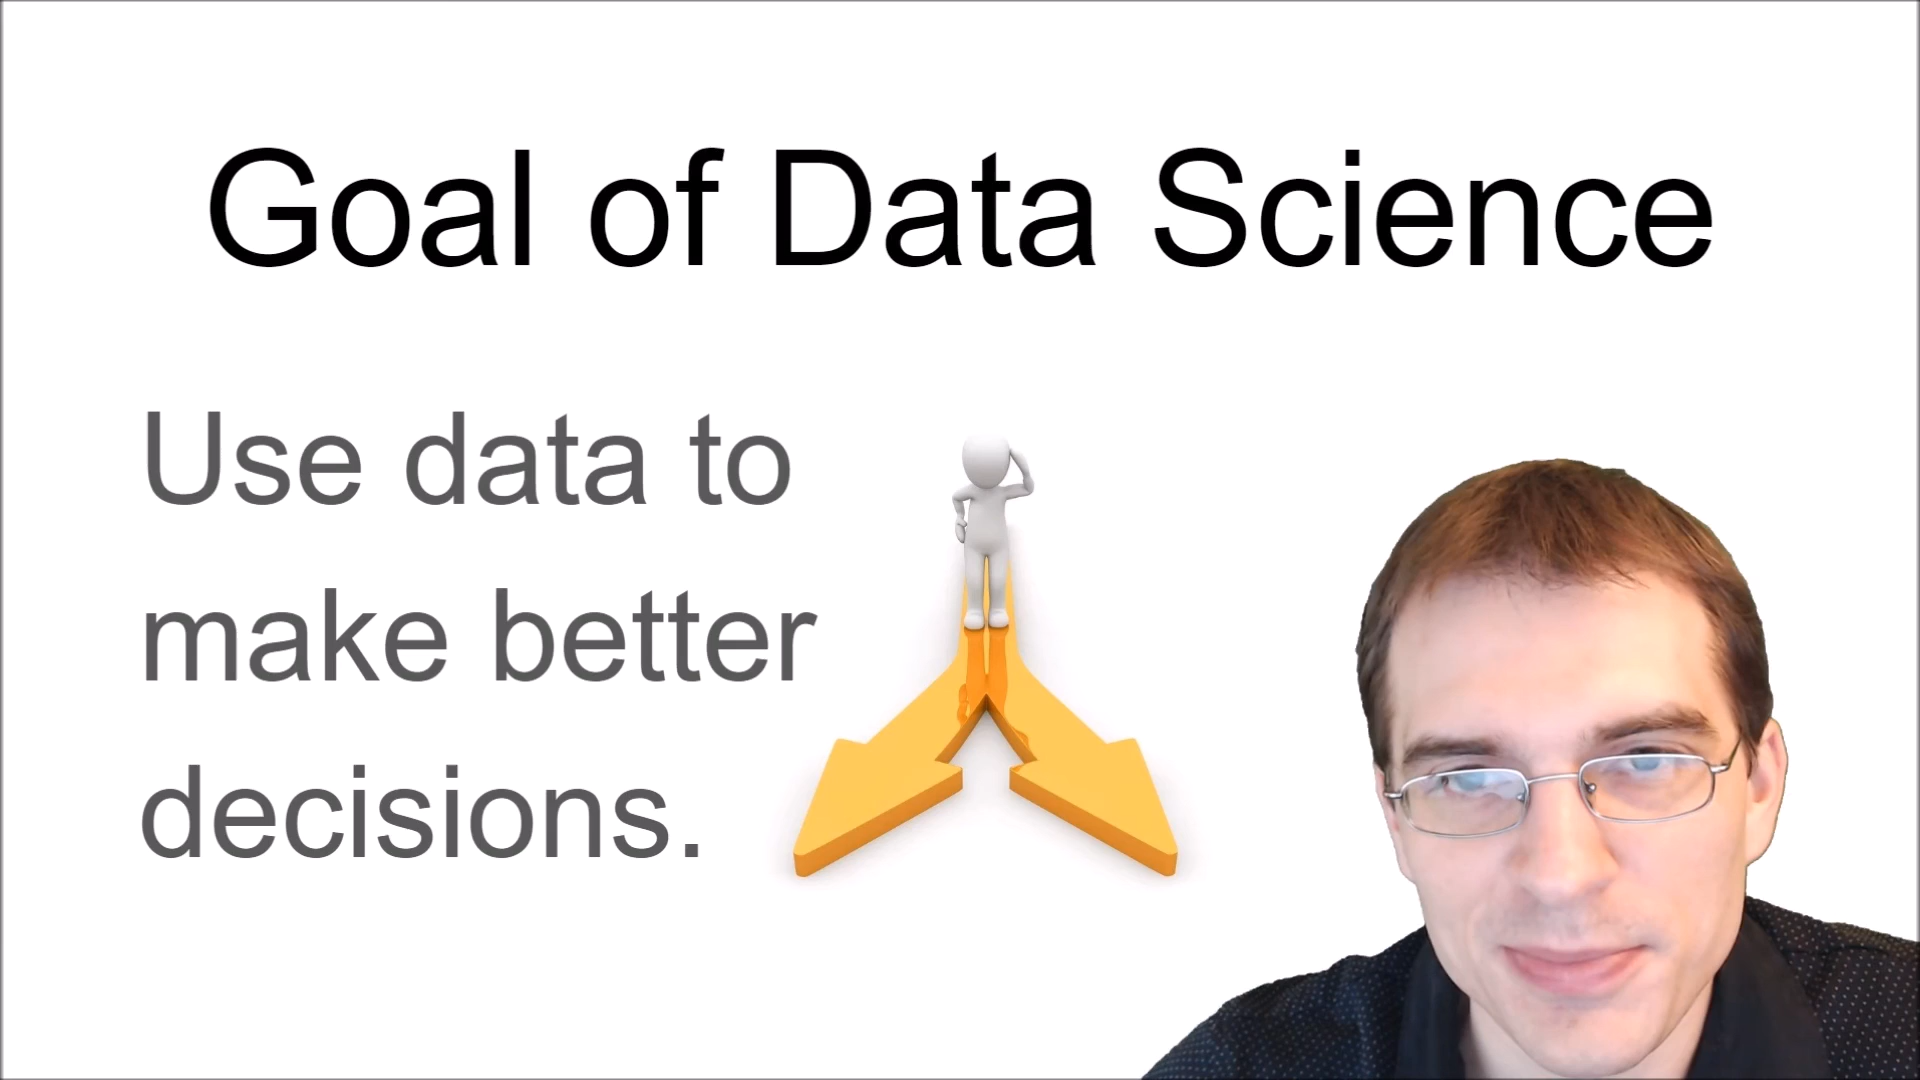 Goal of Data Science
Use data to
make better
decisions.